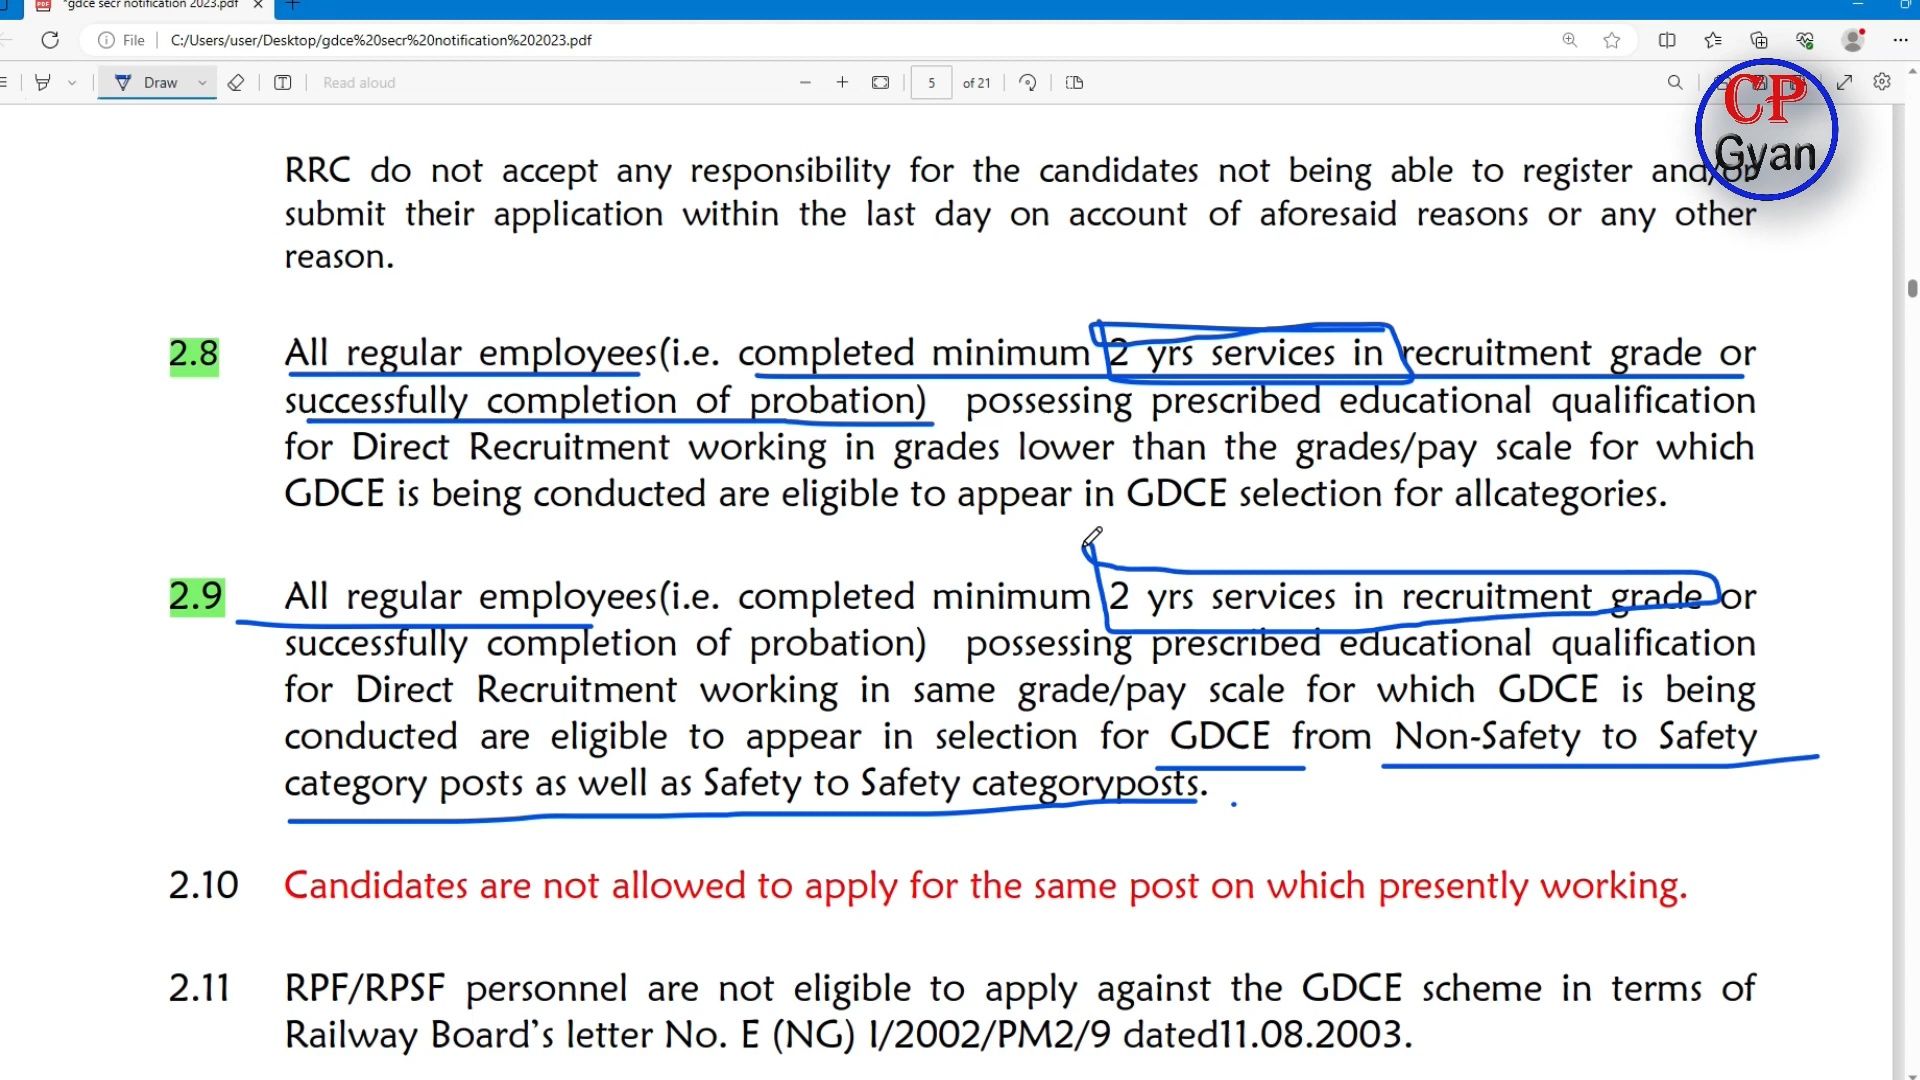 *gdce secr notification 2023.pdf
File
C:/Users/user/Desktop/gdce%20secr%20notification%202023.pdf
Draw
Read aloud
5 of 21
CP
Gyan
RRC do not accept any responsibility for the candidates not being able to register and/or
submit their application within the last day on account of aforesaid reasons or any other
reason.
2.8 All regular employees(i.e. completed minimum 2 yrs services in recruitment grade or
successfully completion of probation) possessing prescribed educational qualification
for Direct Recruitment working in grades lower than the grades/pay scale for which
GDCE is being conducted are eligible to appear in GDCE selection for allcategories.
2.9 All regular employees(i.e. completed minimum 2 yrs services in recruitment grade or
successfully completion of probation) possessing prescribed educational qualification
for Direct Recruitment working in same grade/pay scale for which GDCE is being
conducted are eligible to appear in selection for GDCE from Non-Safety to Safety
category posts as well as Safety to Safety categoryposts.
2.10 Candidates are not allowed to apply for the same post on which presently working.
2.11 RPF/RPSF personnel are not eligible to apply against the GDCE scheme in terms of
Railway Board’s letter No. E (NG) I/2002/PM2/9 dated11.08.2003.